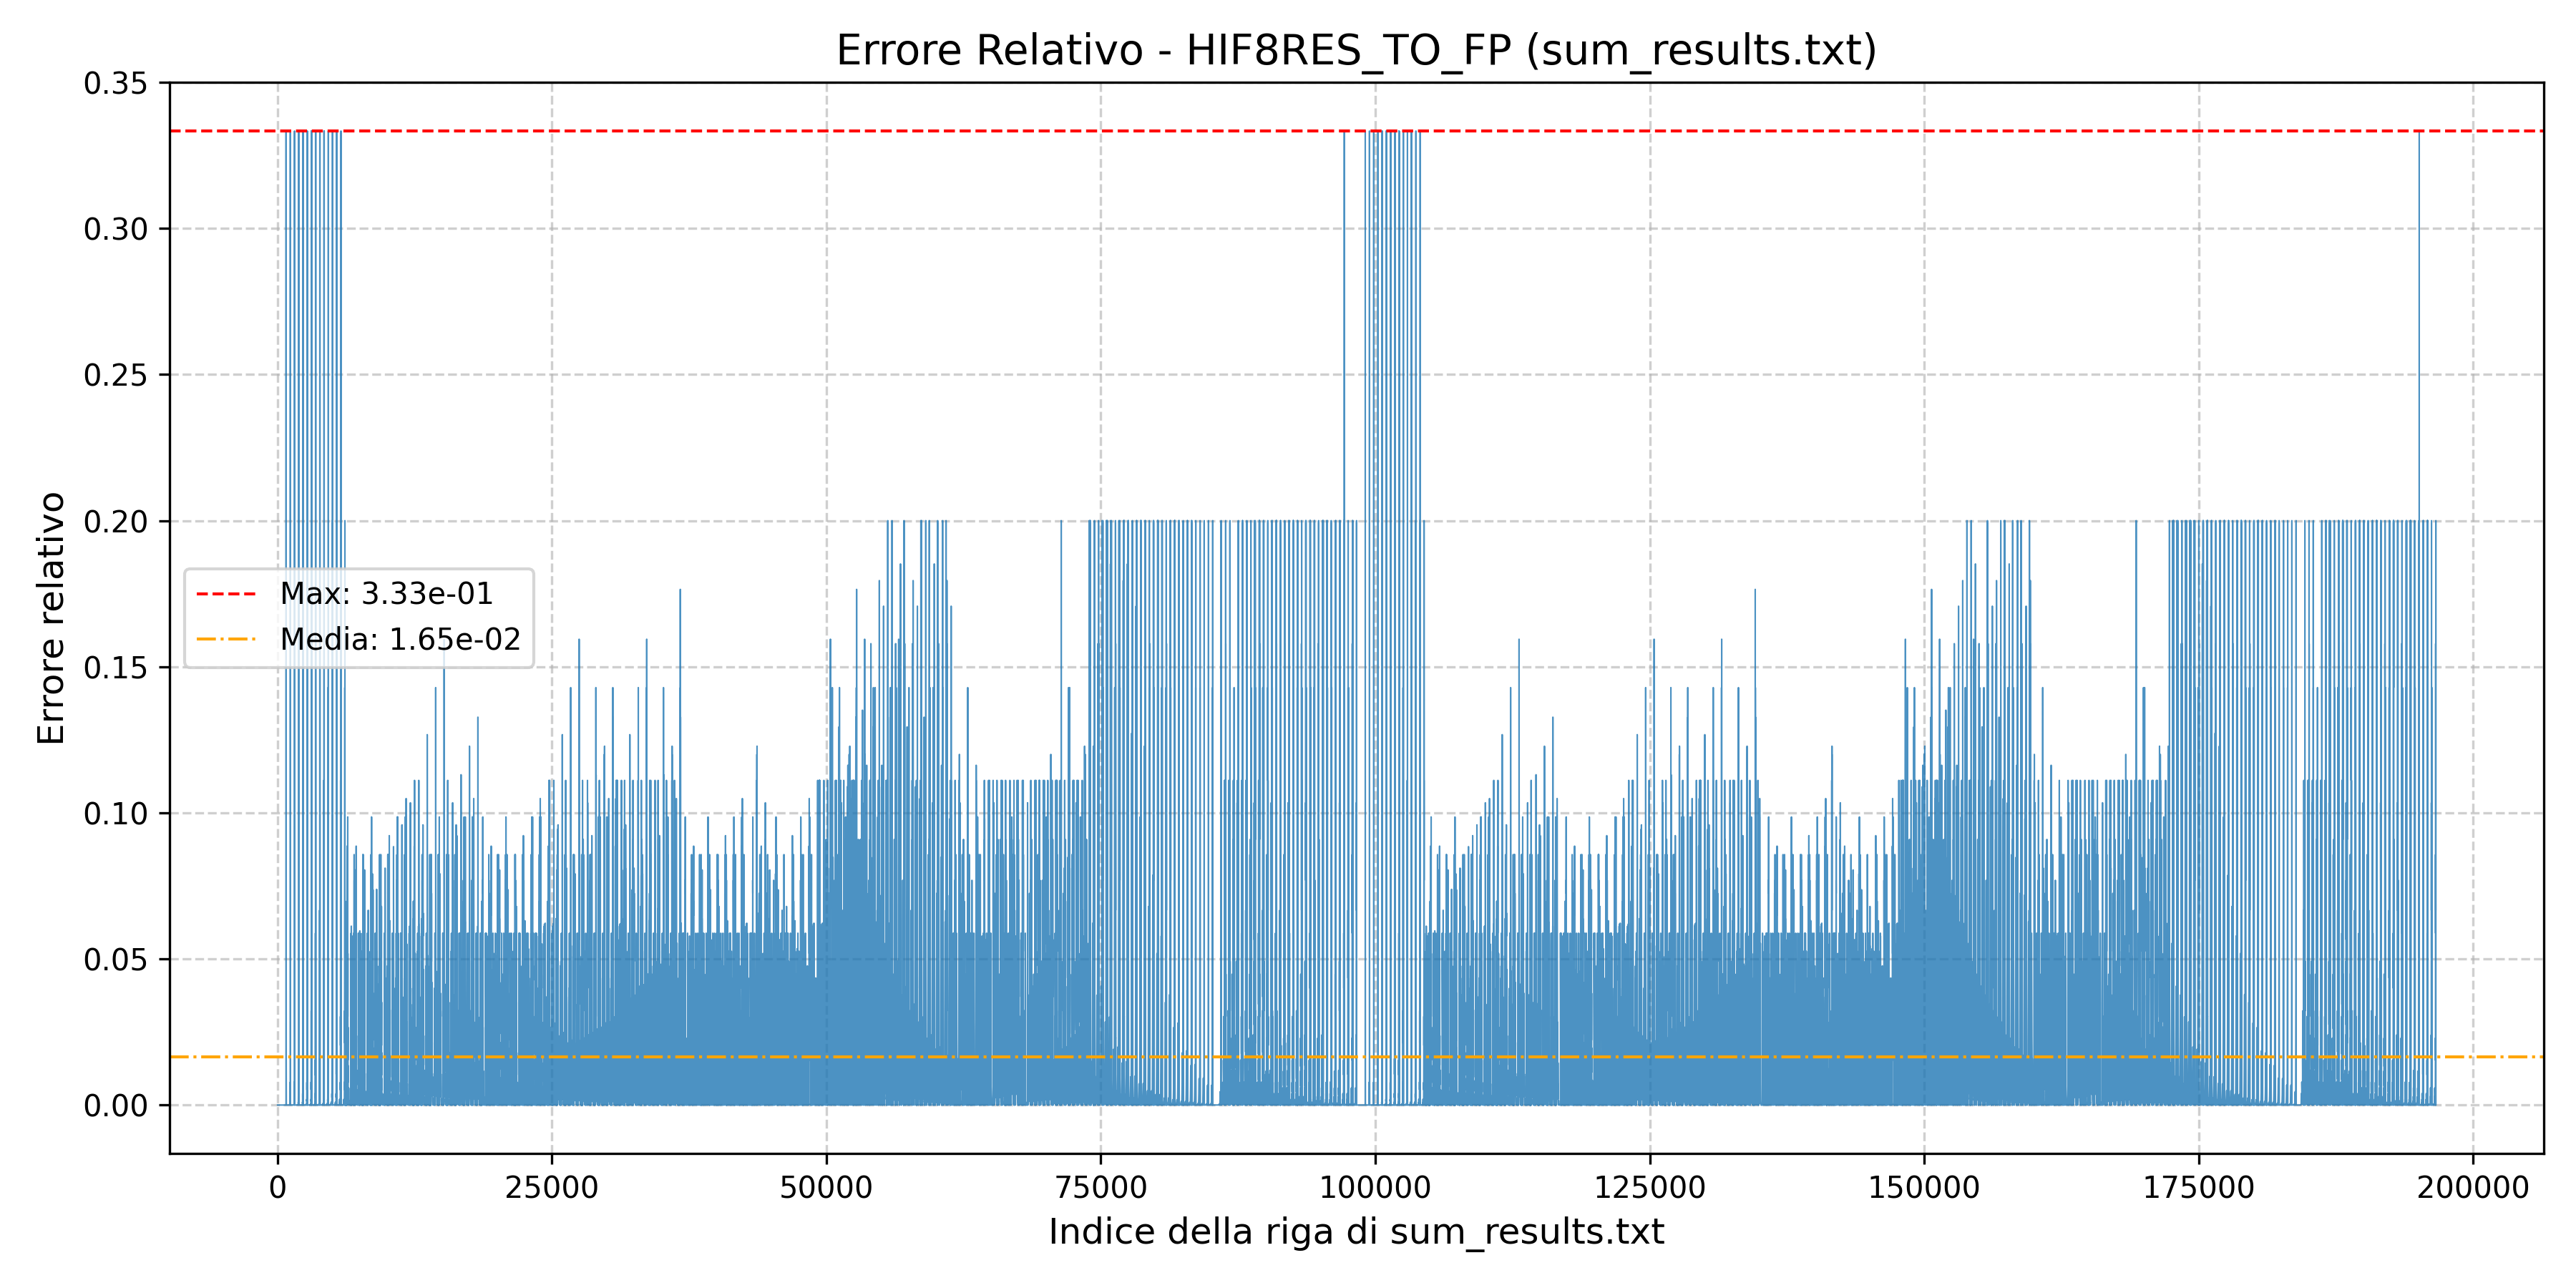 Errore Relativo - HIF8RES_TO_FP (sum_results.txt)
0.35
0.30
0.25
0.20
0.15
0.10
0.05
0.00
Errore relativo
Max: 3.33e-01
Media: 1.65e-02
0 25000 50000 75000 100000 125000 150000 175000 200000
Indice della riga di sum_results.txt